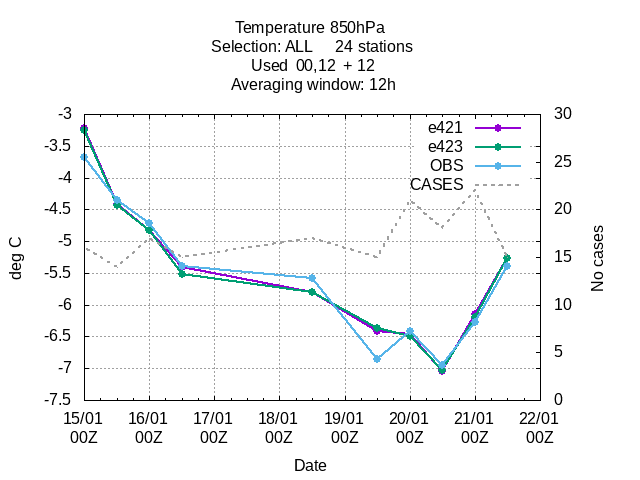 Temperature 850hPa
Selection: ALL 24 stations
Used 00,12 + 12
Averaging window: 12h
-3 30
e421
e423
OBS
CASES
-3.5
-4
-4.5
-5
-5.5
-6
-6.5
-7
-7.5
25
20
15
10
5
0
deg C
No cases
15/01 16/01 17/01 18/01 19/01 20/01 21/01 22/01
00Z 00Z 00Z 00Z 00Z 00Z 00Z 00Z
Date